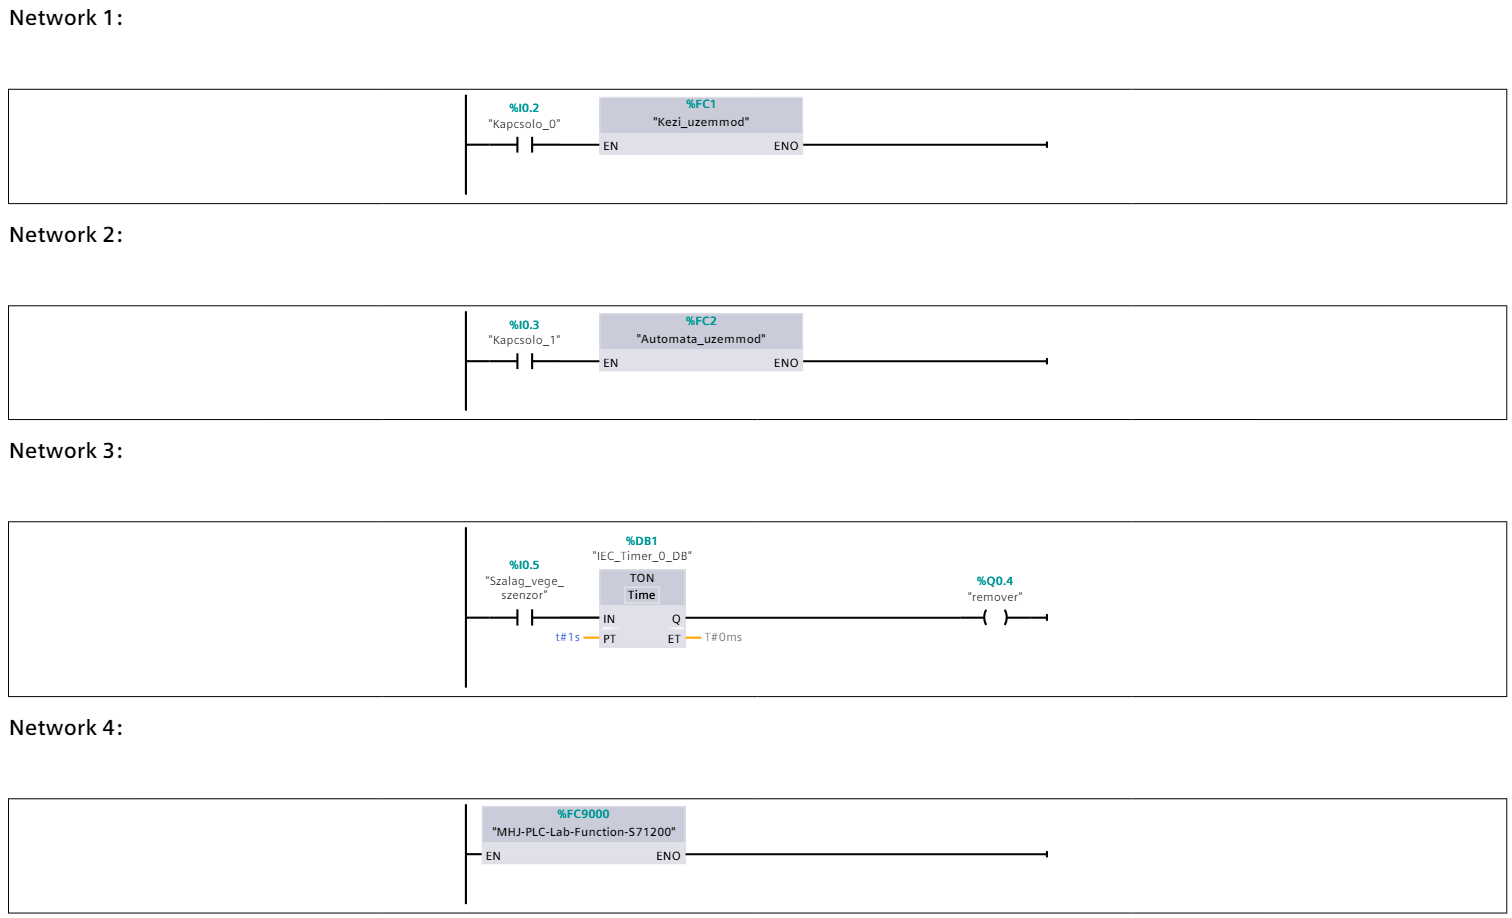 Network 1:
%I0.2
"Kapcsolo_0"
%FC1
"Kezi_uzemmod"
EN
ENO
Network 2:
%I0.3
"Kapcsolo_1"
%FC2
"Automata_uzemmod"
EN
ENO
Network 3:
%I0.5
"Szalag_vege_
szenzor"
%DB1
"IEC_Timer_0_DB"
TON
Time
IN
Q
t#1s
PT
ET
T#0ms
%Q0.4
"remover"
Network 4:
%FC9000
"MHJ-PLC-Lab-Function-S71200"
EN
ENO